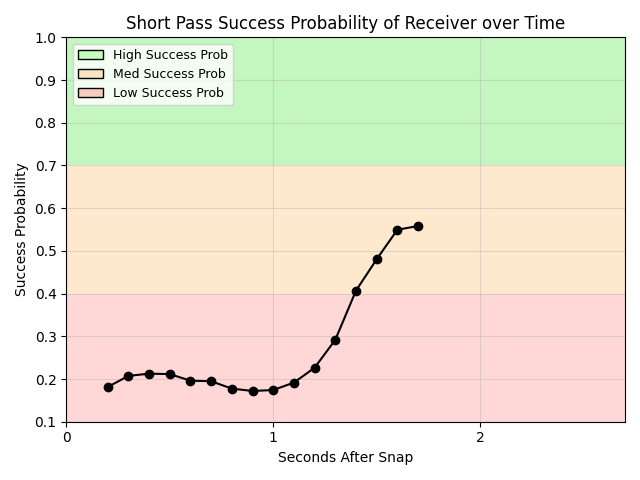 Short Pass Success Probability of Receiver over Time
1.0
High Success Prob
Med Success Prob
Low Success Prob
0.9
0.8
0.7
0.6
0.5
0.4
0.3
0.2
0.1
Success Probability
0
1
2
Seconds After Snap